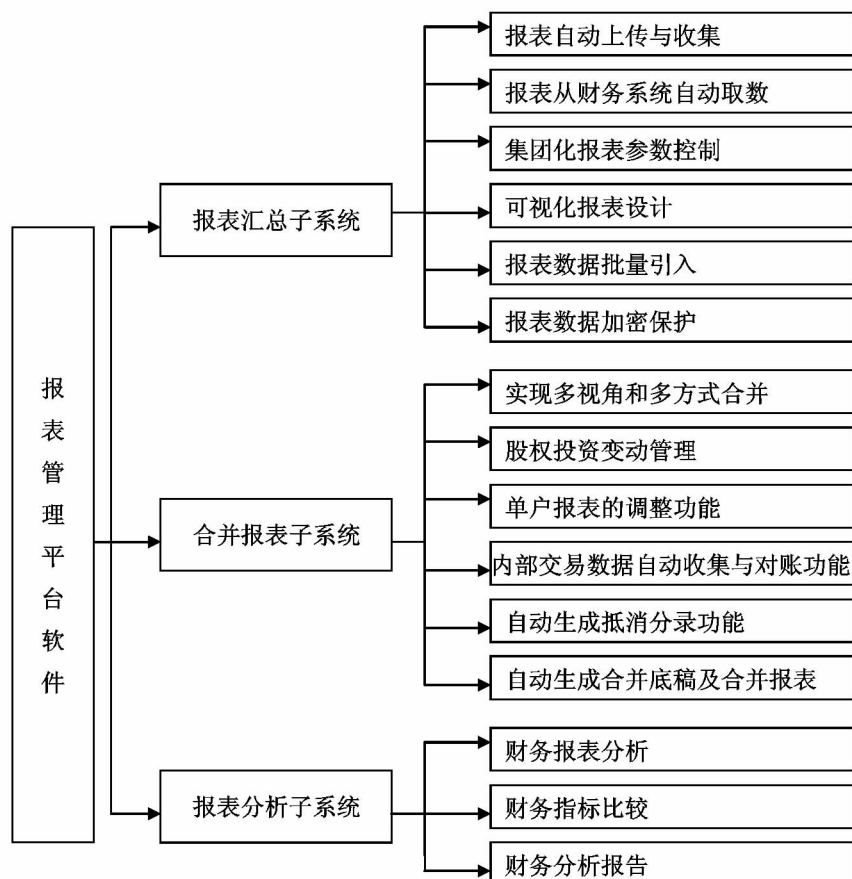 报表管理平台软件
报表汇总子系统
报表自动上传与收集
报表从财务系统自动取数
集团化报表参数控制
可视化报表设计
报表数据批量引入
报表数据加密保护
合并报表子系统
实现多视角和多方式合并
股权投资变动管理
单户报表的调整功能
内部交易数据自动收集与对账功能
自动生成抵消分录功能
自动生成合并底稿及合并报表
报表分析子系统
财务报表分析
财务指标比较
财务分析报告